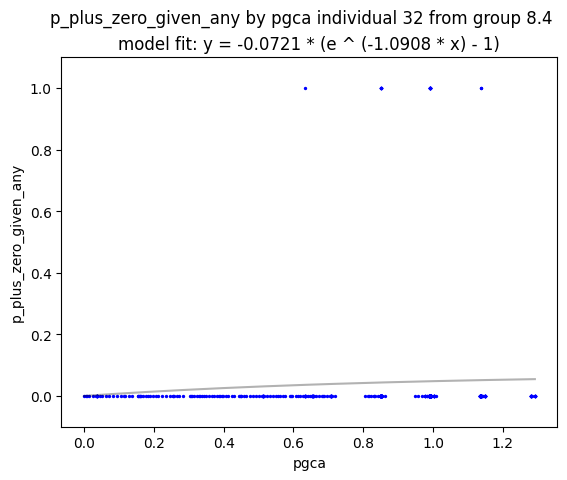 p_plus_zero_given_any by pgca individual 32 from group 8.4
model fit: y = -0.0721 * (e ^ (-1.0908 * x) - 1)
1.0
0.8
0.6
0.4
0.2
0.0
p_plus_zero_given_any
0.0 0.2 0.4 0.6 0.8 1.0 1.2
pgca